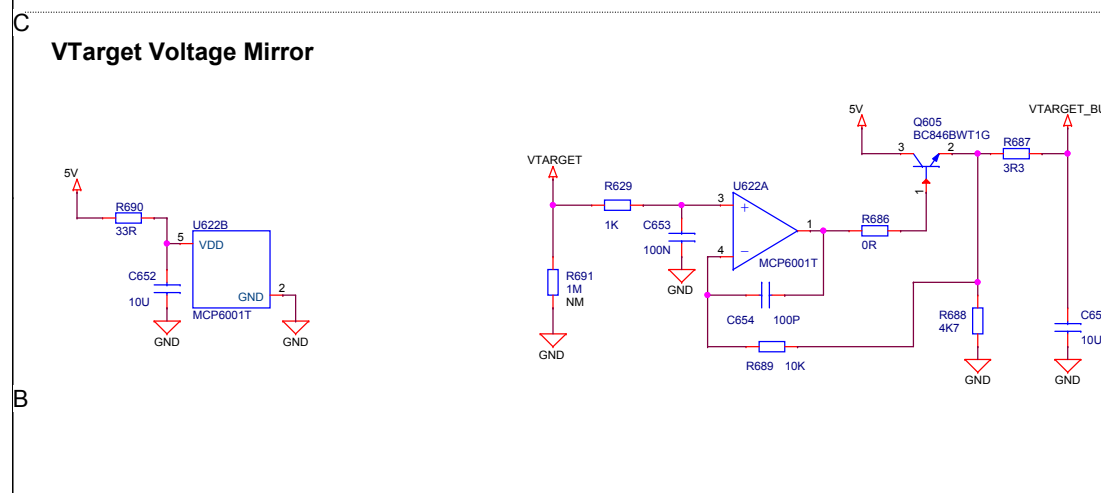 C
VTarget Voltage Mirror
5V
Q605
BC846BWT1G
VTARGET_BU
3
2
R687
3R3
1
VTARGET
R629
1K
U622A
3
C653
100N
+
1
R686
0R
4
−
MCP6001T
GND
5V
R690
33R
U622B
5
VDD
C652
10U
GND
2
MCP6001T
GND
GND
R691
1M
NM
GND
C654
100P
R689
10K
R688
4K7
GND
C65
10U
GND
B